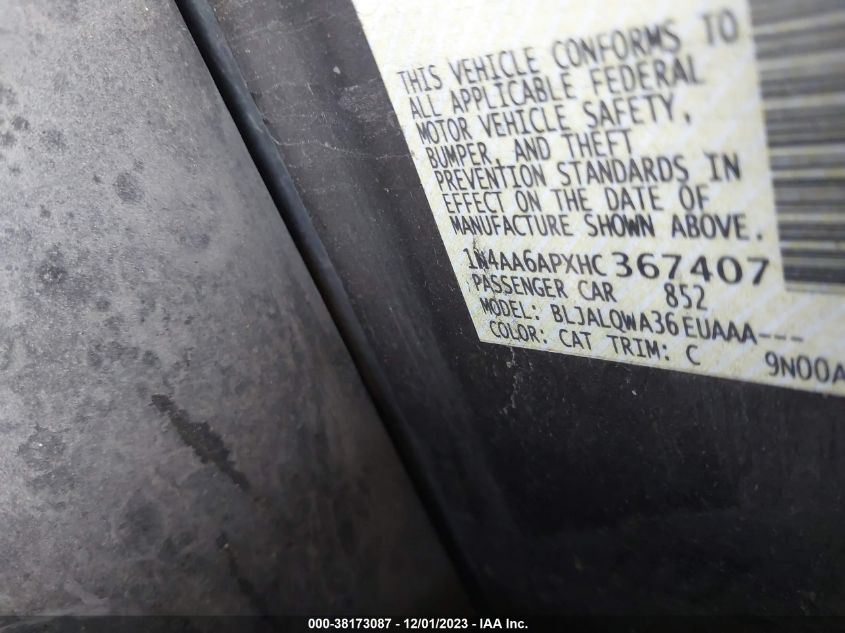 THIS VEHICLE CONFORMS TO
ALL APPLICABLE FEDERAL
MOTOR VEHICLE SAFETY,
BUMPER, AND THEFT
PREVENTION STANDARDS IN
EFFECT ON THE DATE OF
MANUFACTURE SHOWN ABOVE.
1N4AA6APXHC 367407
PASSENGER CAR 852
MODEL: BLJALQWA36EUAAA---
COLOR: CAT TRIM: C
9N00A
000-38173087 - 12/01/2023 - IAA Inc.